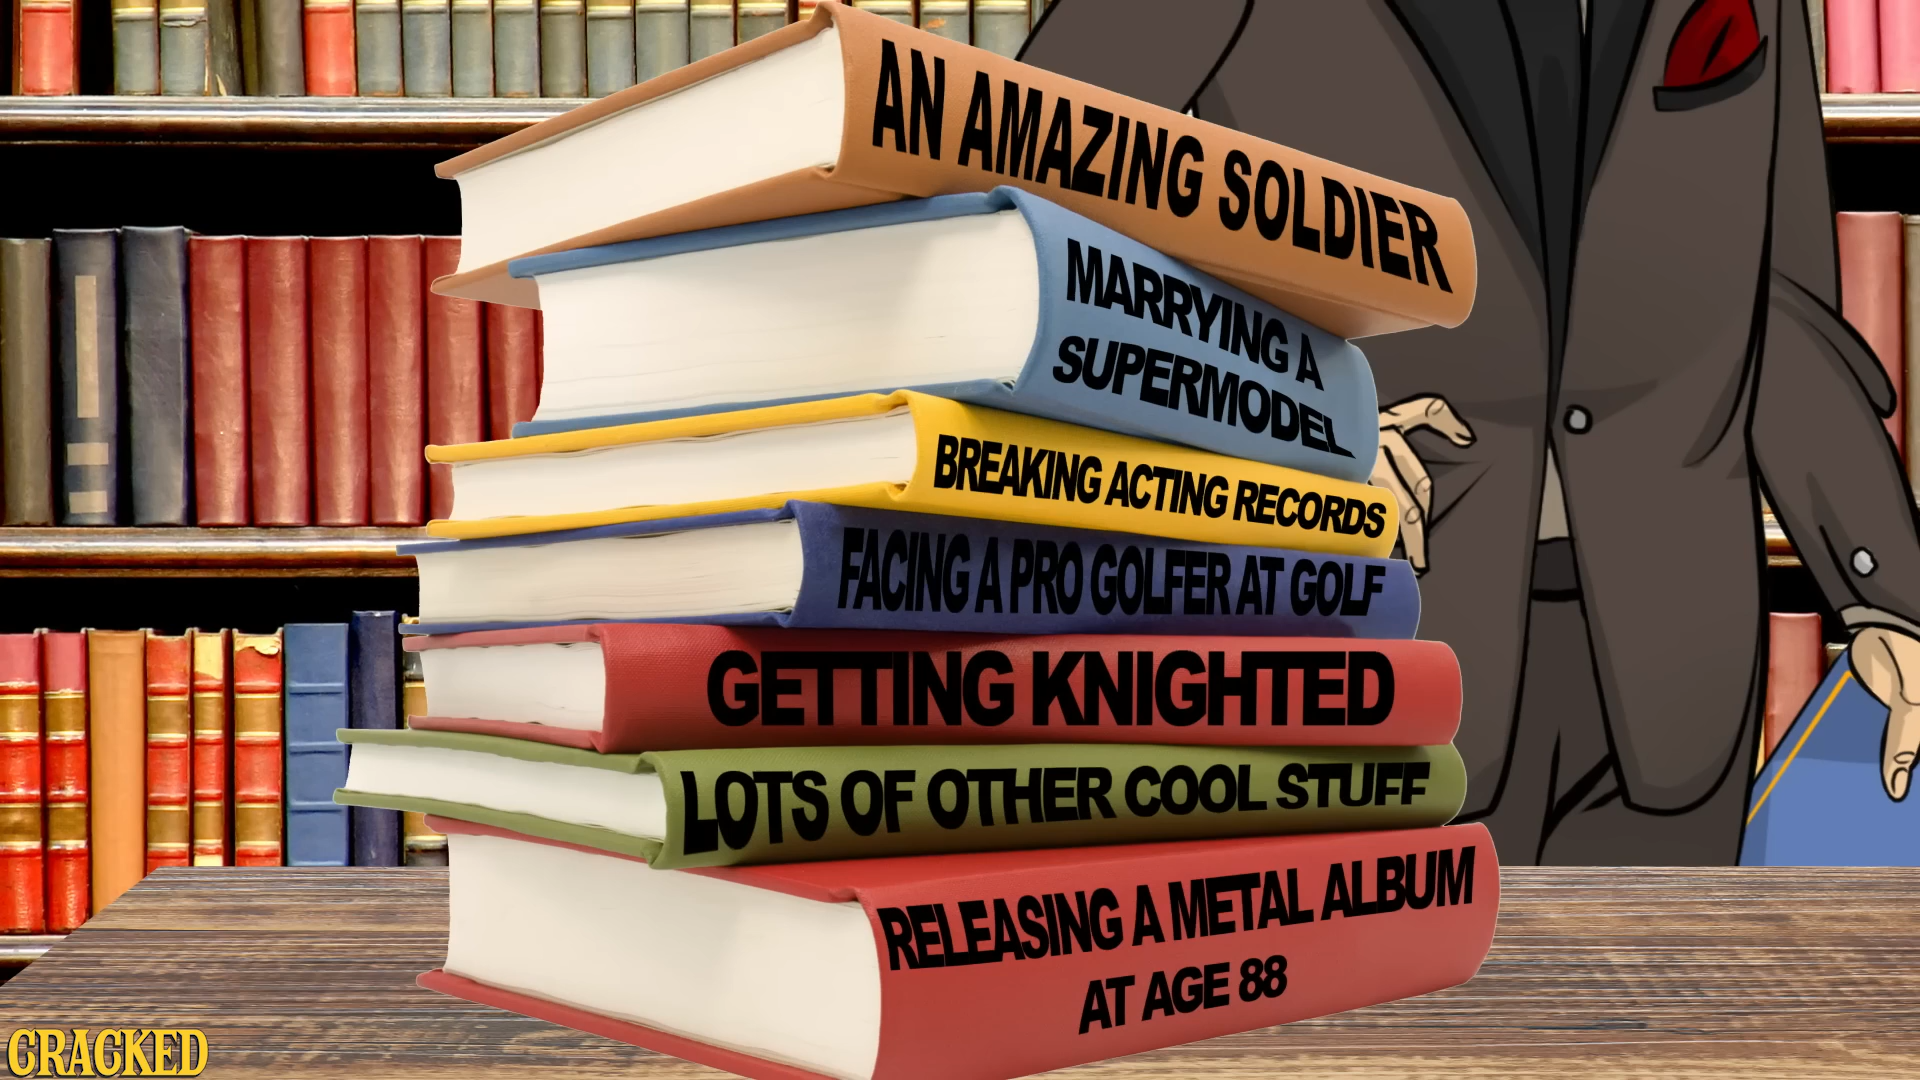 AN AMAZING SOLDIER
MARRYING A
SUPERMODEL
BREAKING ACTING RECORDS
FACING A PRO GOLFER AT GOLF
GETTING KNIGHTED
LOTS OF OTHER COOL STUFF
RELEASING A METAL ALBUM
AT AGE 88
CRACKED